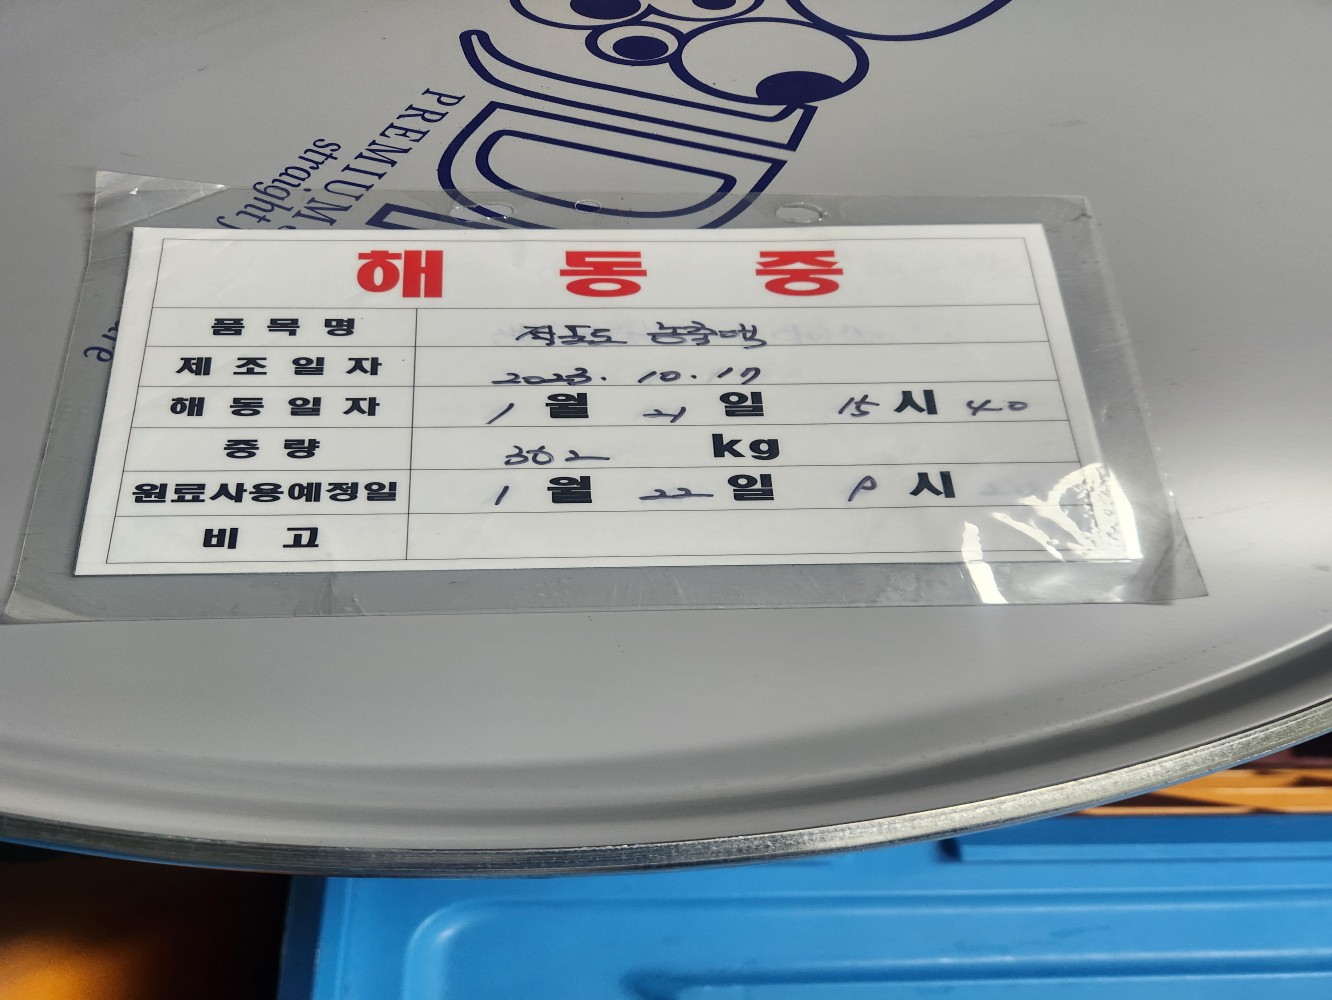 PREMIUM
straight
해 동 중
품 목 명 적포도 농축액
제 조 일 자 2023. 10. 17
해 동 일 자 1 월 21 일 15 시 40
중 량 302 kg
원료사용예정일 1 월 22 일 시
비 고